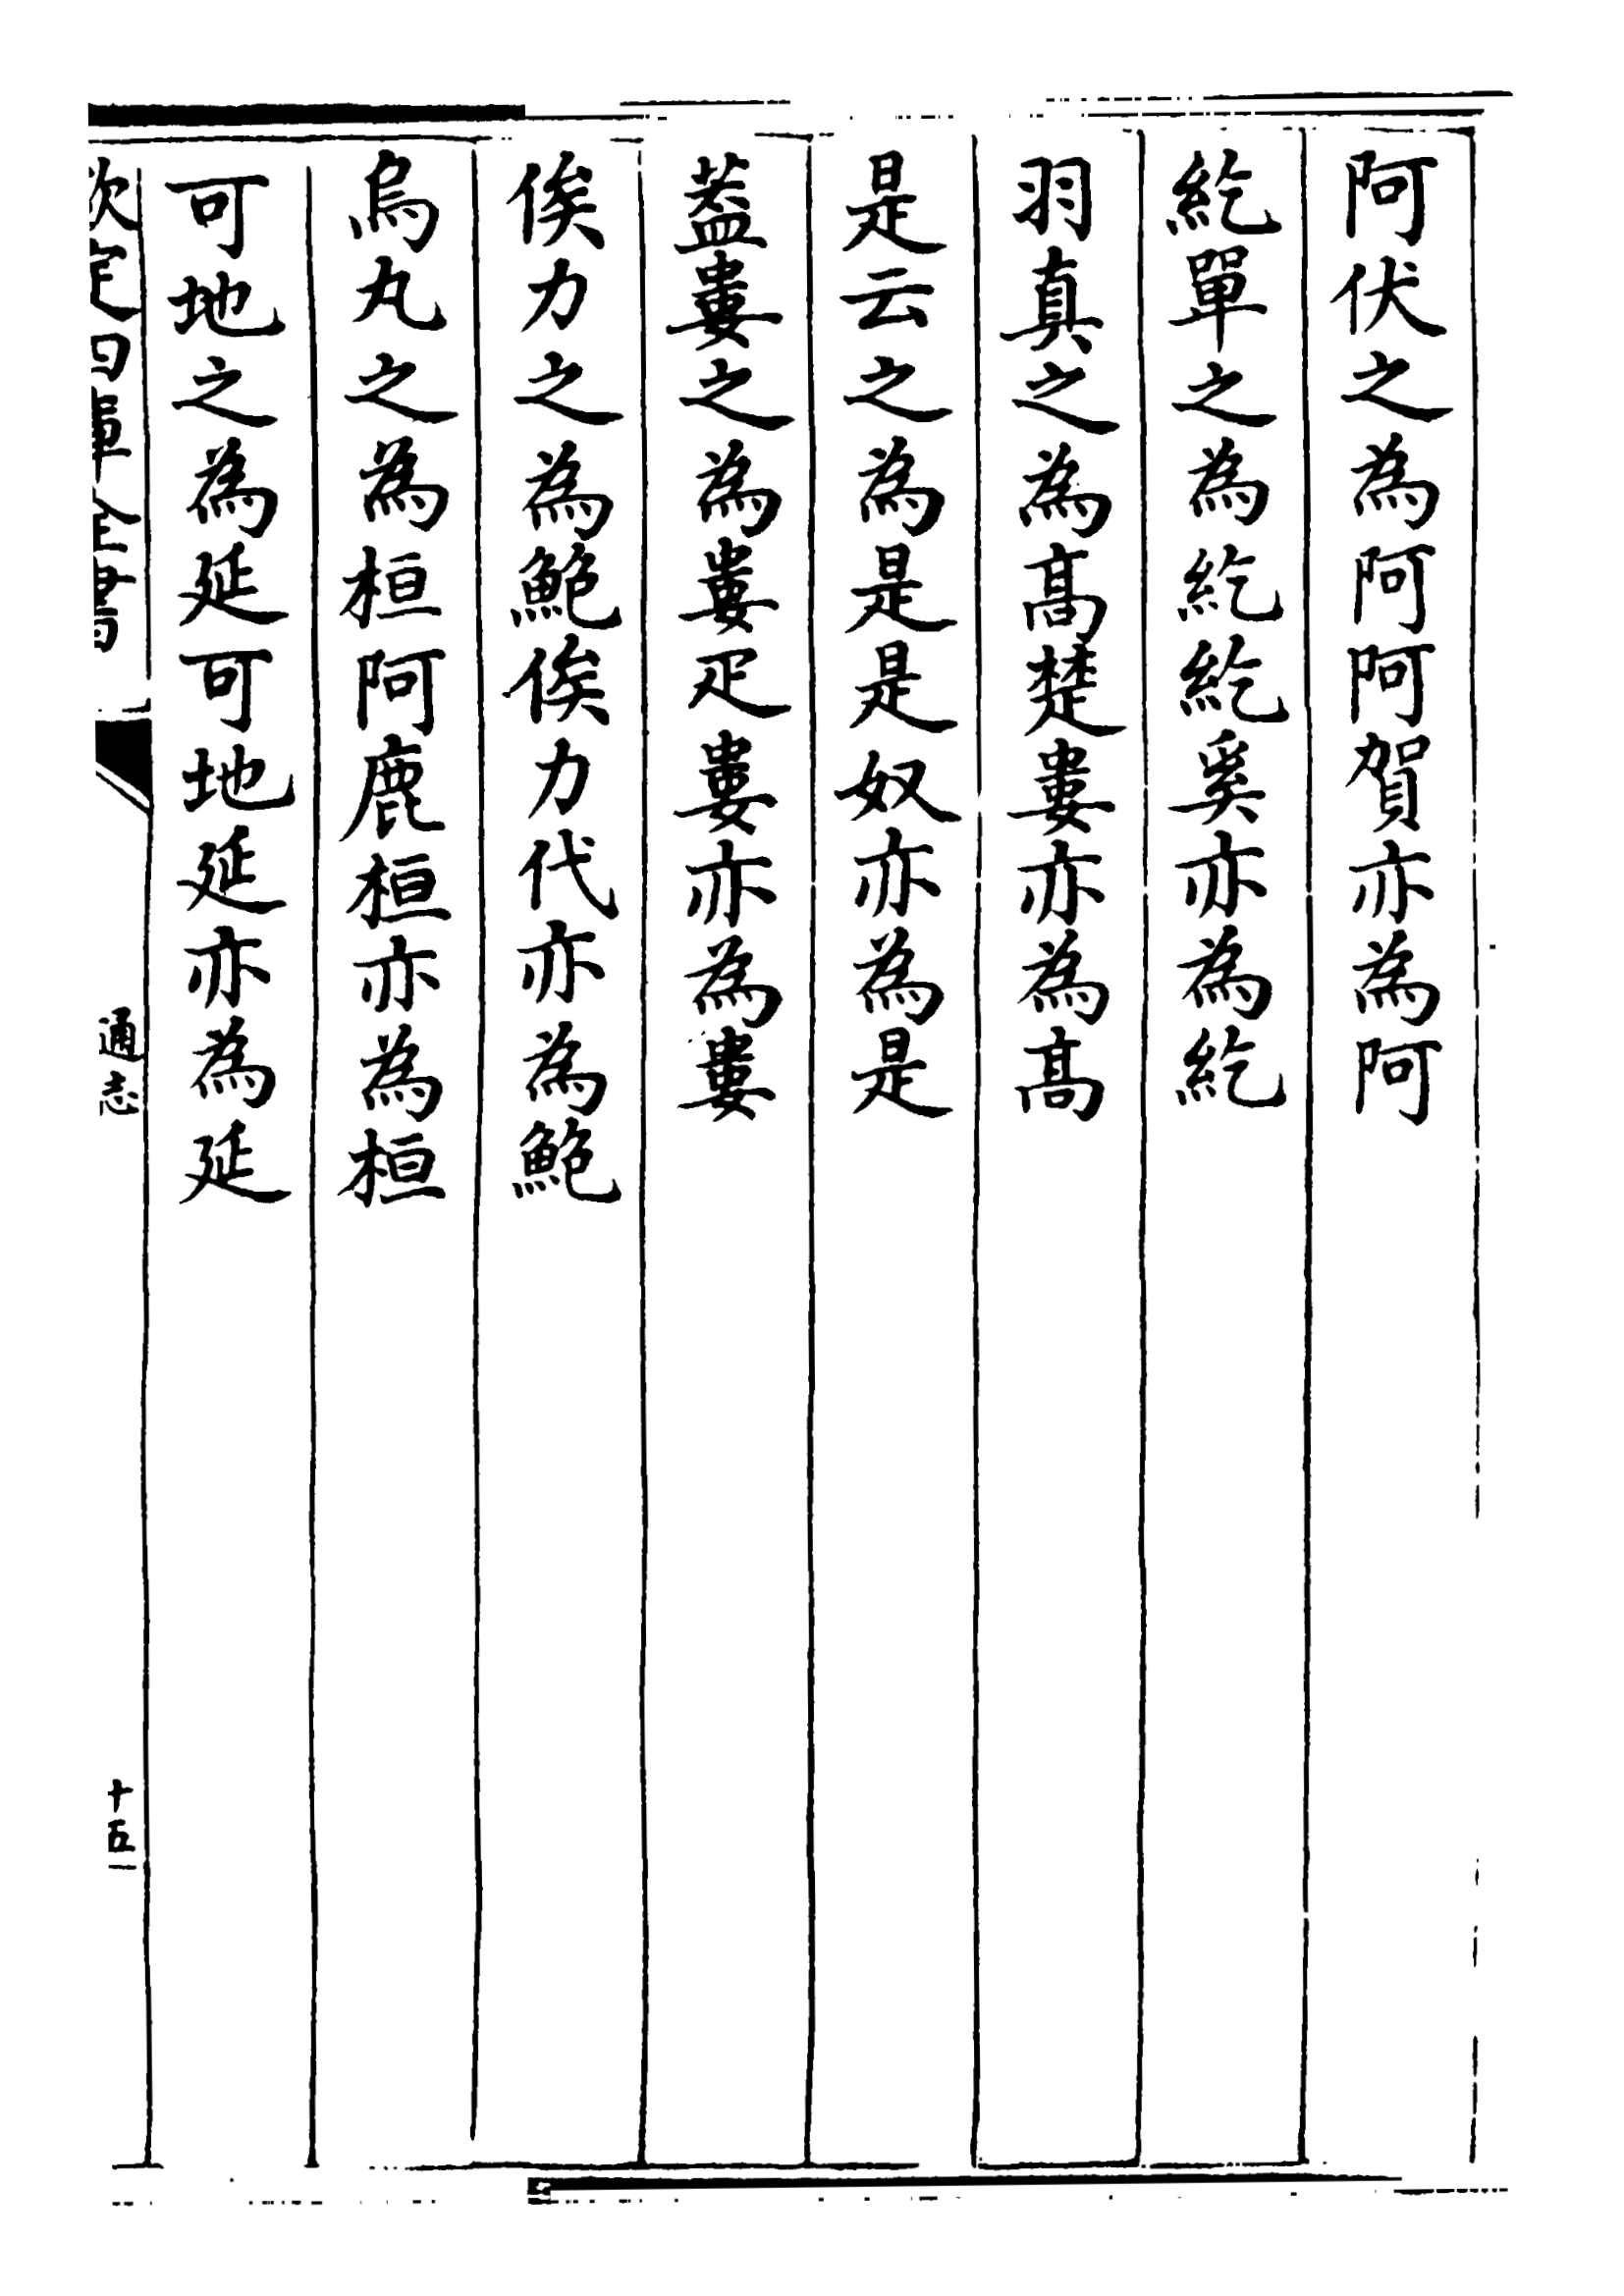 阿伏之為阿阿賀亦為阿
紇單之為紇紇奚亦為紇
羽真之為髙楚婁亦為髙
是云之為是是奴亦為是
葢婁之為婁疋婁亦為婁
俟力之為鮑俟力代亦為鮑
烏丸之為桓阿鹿桓亦為桓
可地之為延可地延亦為延
欽定四庫全書
通志
十五